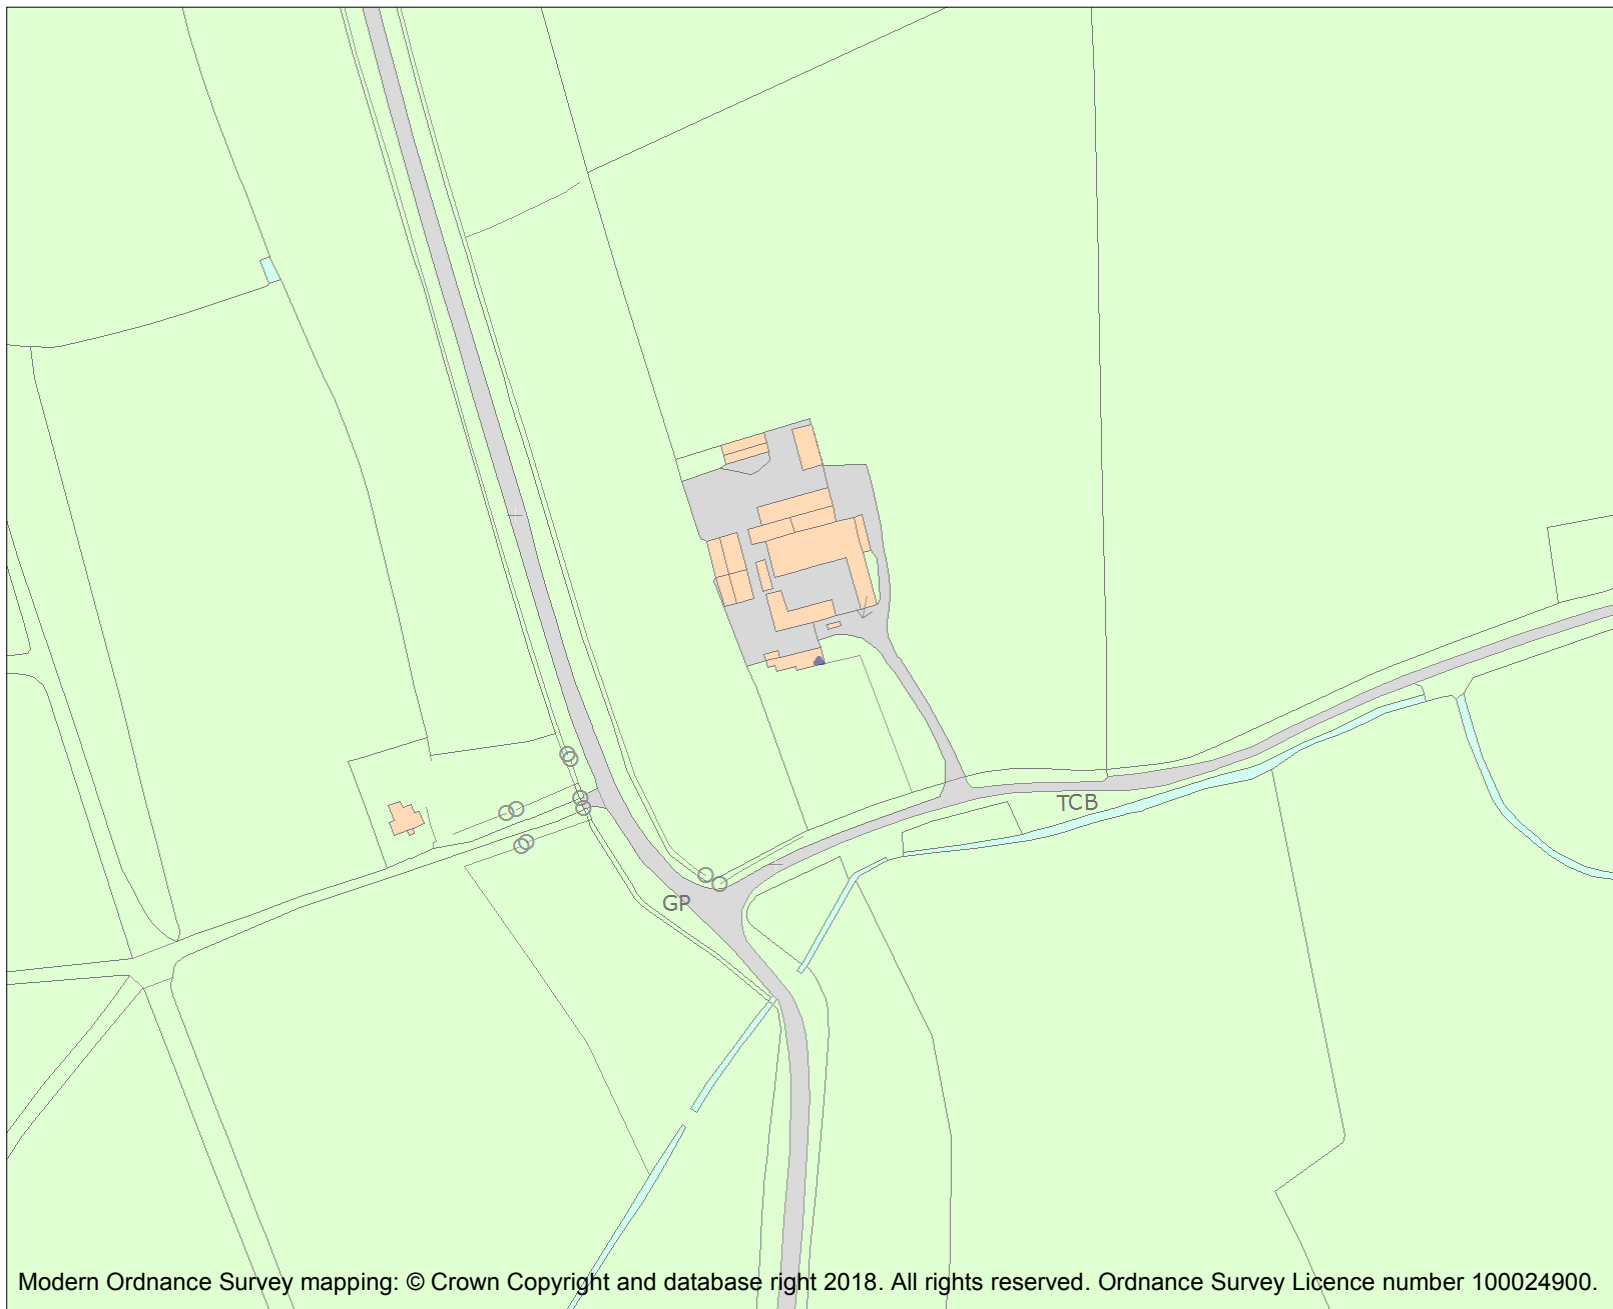 TCB
GP
Modern Ordnance Survey mapping: © Crown Copyright and database right 2018. All rights reserved. Ordnance Survey Licence number 100024900.